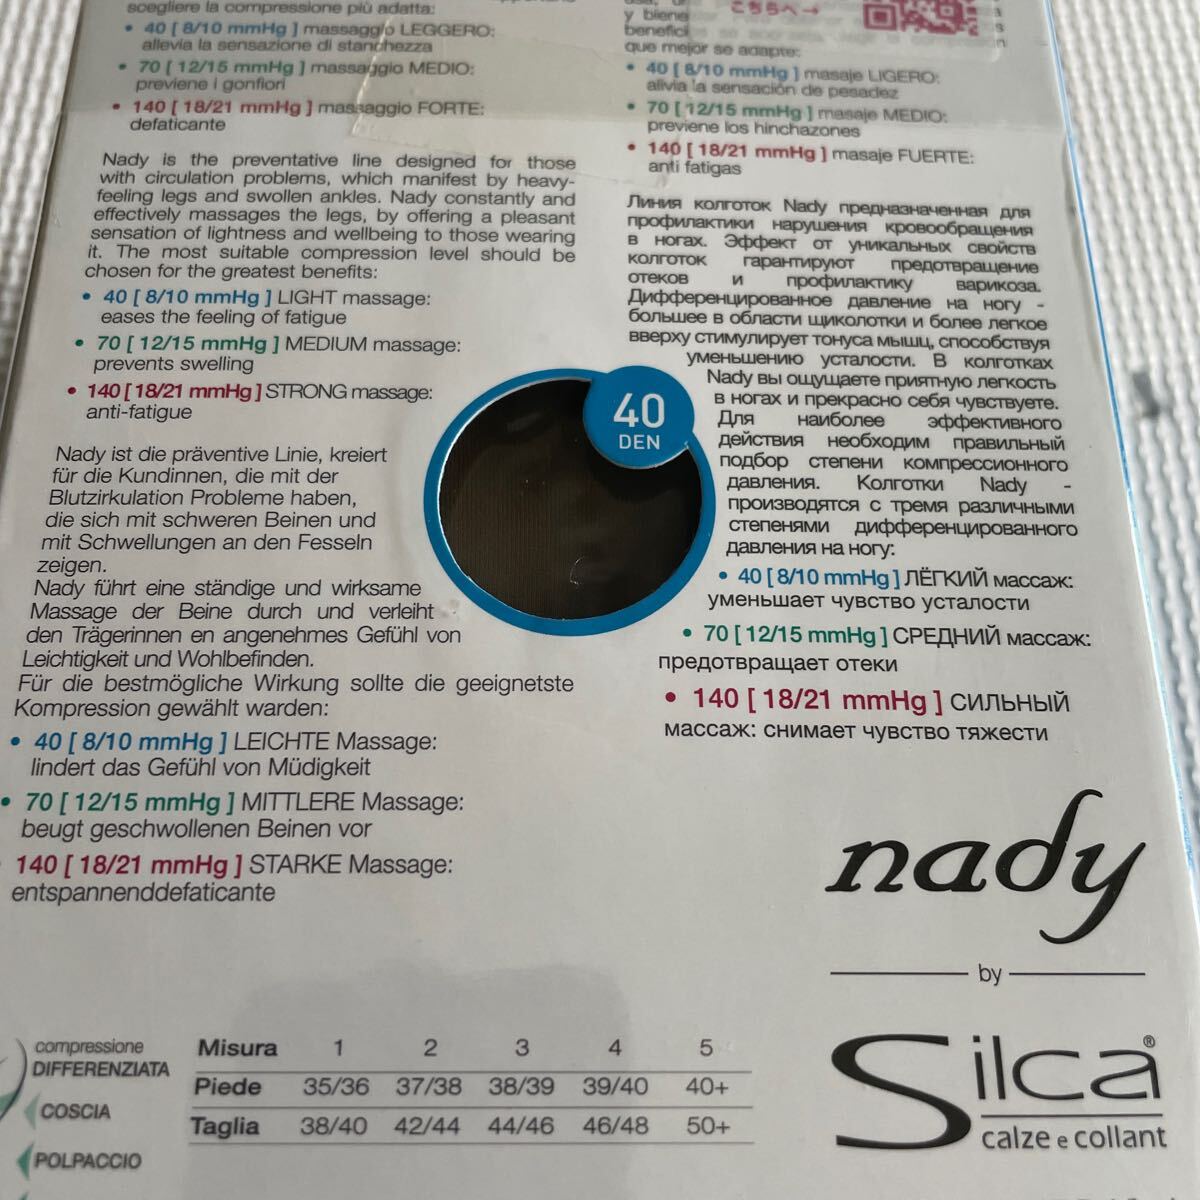 scegliere la compressione più adatta:
• 40 [ 8/10 mmHg ] massaggio LEGGERO:
allevia la sensazione di stanchezza
• 70 [ 12/15 mmHg ] massaggio MEDIO:
previene i gonfiori
• 140 [ 18/21 mmHg ] massaggio FORTE:
defaticante
Nady is the preventative line designed for those
with circulation problems, which manifest by heavy-
feeling legs and swollen ankles. Nady constantly and
effectively massages the legs, by offering a pleasant
sensation of lightness and wellbeing to those wearing
it. The most suitable compression level should be
chosen for the greatest benefits:
• 40 [ 8/10 mmHg ] LIGHT massage:
eases the feeling of fatigue
• 70 [ 12/15 mmHg ] MEDIUM massage:
prevents swelling
• 140 [ 18/21 mmHg ] STRONG massage:
anti-fatigue
Nady ist die präventive Linie, kreiert
für die Kundinnen, die mit der
Blutzirkulation Probleme haben,
die sich mit schweren Beinen und
mit Schwellungen an den Fesseln
zeigen.
Nady führt eine ständige und wirksame
Massage der Beine durch und verleiht
den Trägerinnen en angenehmes Gefühl von
Leichtigkeit und Wohlbefinden.
Für die bestmögliche Wirkung sollte die geeignetste
Kompression gewählt warden:
• 40 [ 8/10 mmHg ] LEICHTE Massage:
lindert das Gefühl von Müdigkeit
• 70 [ 12/15 mmHg ] MITTLERE Massage:
beugt geschwollenen Beinen vor
140 [ 18/21 mmHg ] STARKE Massage:
entspannenddefaticante
こちらへ→
y biene
benefici
que mejor se adapte:
• 40 [ 8/10 mmHg ] masaje LIGERO:
alivia la sensación de pesadez
• 70 [ 12/15 mmHg ] masaje MEDIO:
previene los hinchazones
• 140 [ 18/21 mmHg ] masaje FUERTE:
anti fatigas
Линия колготок Nady предназначенная для
профилактики нарушения кровообращения
в ногах. Эффект от уникальных свойств
колготок гарантируют предотвращение
отеков и профилактику варикоза.
Дифференцированное давление на ногу -
большее в области щиколотки и более легкое
вверху стимулирует тонуса мышц, способствуя
уменьшению усталости. В колготках
Nady вы ощущаете приятную легкость
в ногах и прекрасно себя чувствуете.
Для наиболее эффективного
действия необходим правильный
подбор степени компрессионного
давления. Колготки Nady -
производятся с тремя различными
степенями дифференцированного
давления на ногу:
• 40 [ 8/10 mmHg ] ЛЁГКИЙ массаж:
уменьшает чувство усталости
• 70 [ 12/15 mmHg ] СРЕДНИЙ массаж:
предотвращает отеки
• 140 [ 18/21 mmHg ] СИЛЬНЫЙ
массаж: снимает чувство тяжести
40
DEN
nady
by
Silca®
calze e collant
compressione
DIFFERENZIATA
COSCIA
POLPACCIO
Misura 1 2 3 4 5
Piede 35/36 37/38 38/39 39/40 40+
Taglia 38/40 42/44 44/46 46/48 50+